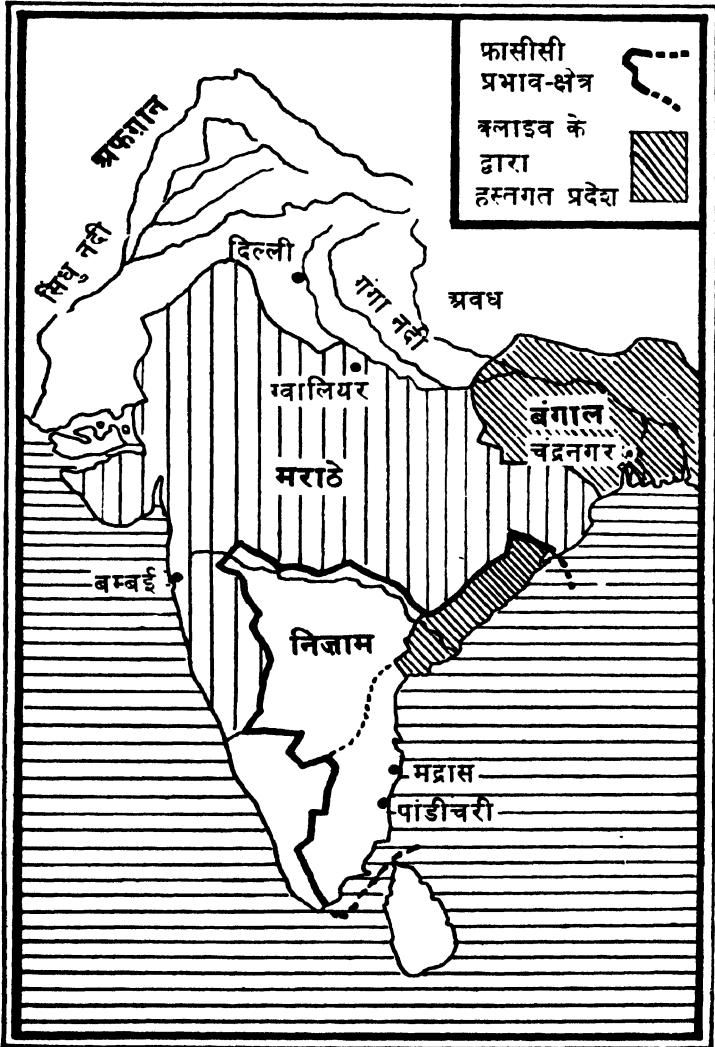 फ्रासीसी
प्रभाव-क्षेत्र
क्लाइव के
द्वारा
हस्तगत प्रदेश
अफग़ान
सिंधु नदी
दिल्ली
गंगा नदी
अवध
ग्वालियर
बंगाल
चंद्रनगर
मराठे
बम्बई
निज़ाम
मद्रास
पांडीचरी